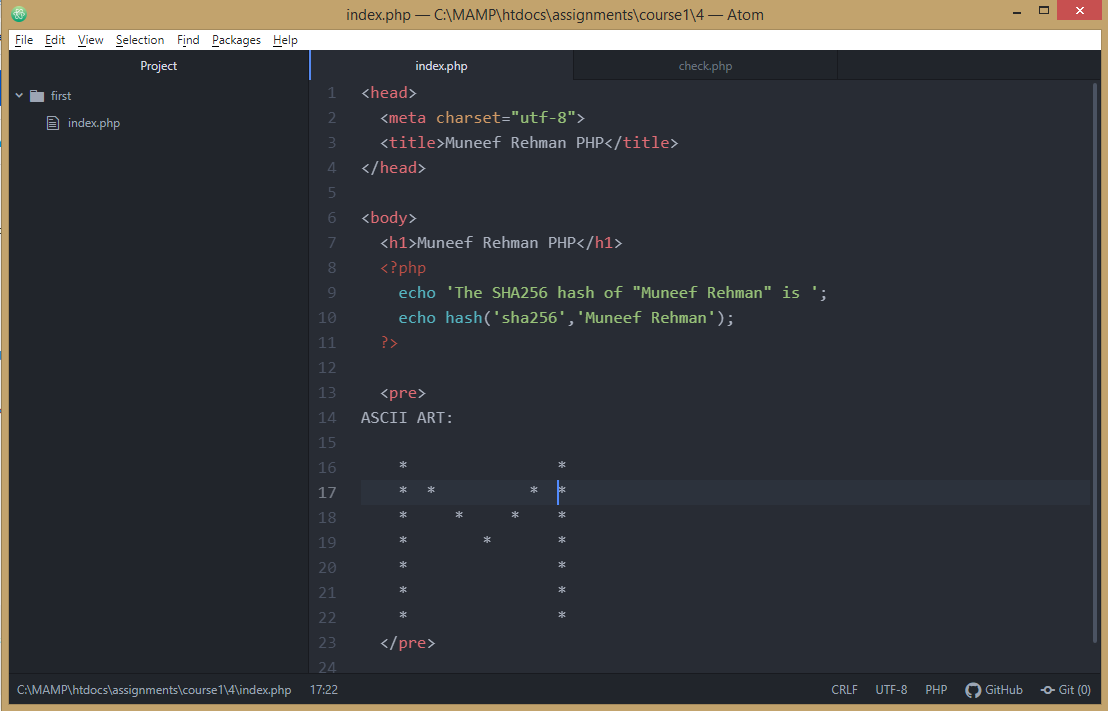 index.php — C:\MAMP\htdocs\assignments\course1\4 — Atom
File Edit View Selection Find Packages Help
Project
first
index.php
index.php check.php
1 <head>
2   <meta charset="utf-8">
3   <title>Muneef Rehman PHP</title>
4 </head>
5
6 <body>
7   <h1>Muneef Rehman PHP</h1>
8   <?php
9     echo 'The SHA256 hash of "Muneef Rehman" is ';
10     echo hash('sha256','Muneef Rehman');
11   ?>
12
13   <pre>
14 ASCII ART:
15
16     *                *
17     *  *          *  *
18     *     *     *    *
19     *        *       *
20     *                *
21     *                *
22     *                *
23   </pre>
24
C:\MAMP\htdocs\assignments\course1\4\index.php 17:22 CRLF UTF-8 PHP GitHub Git (0)